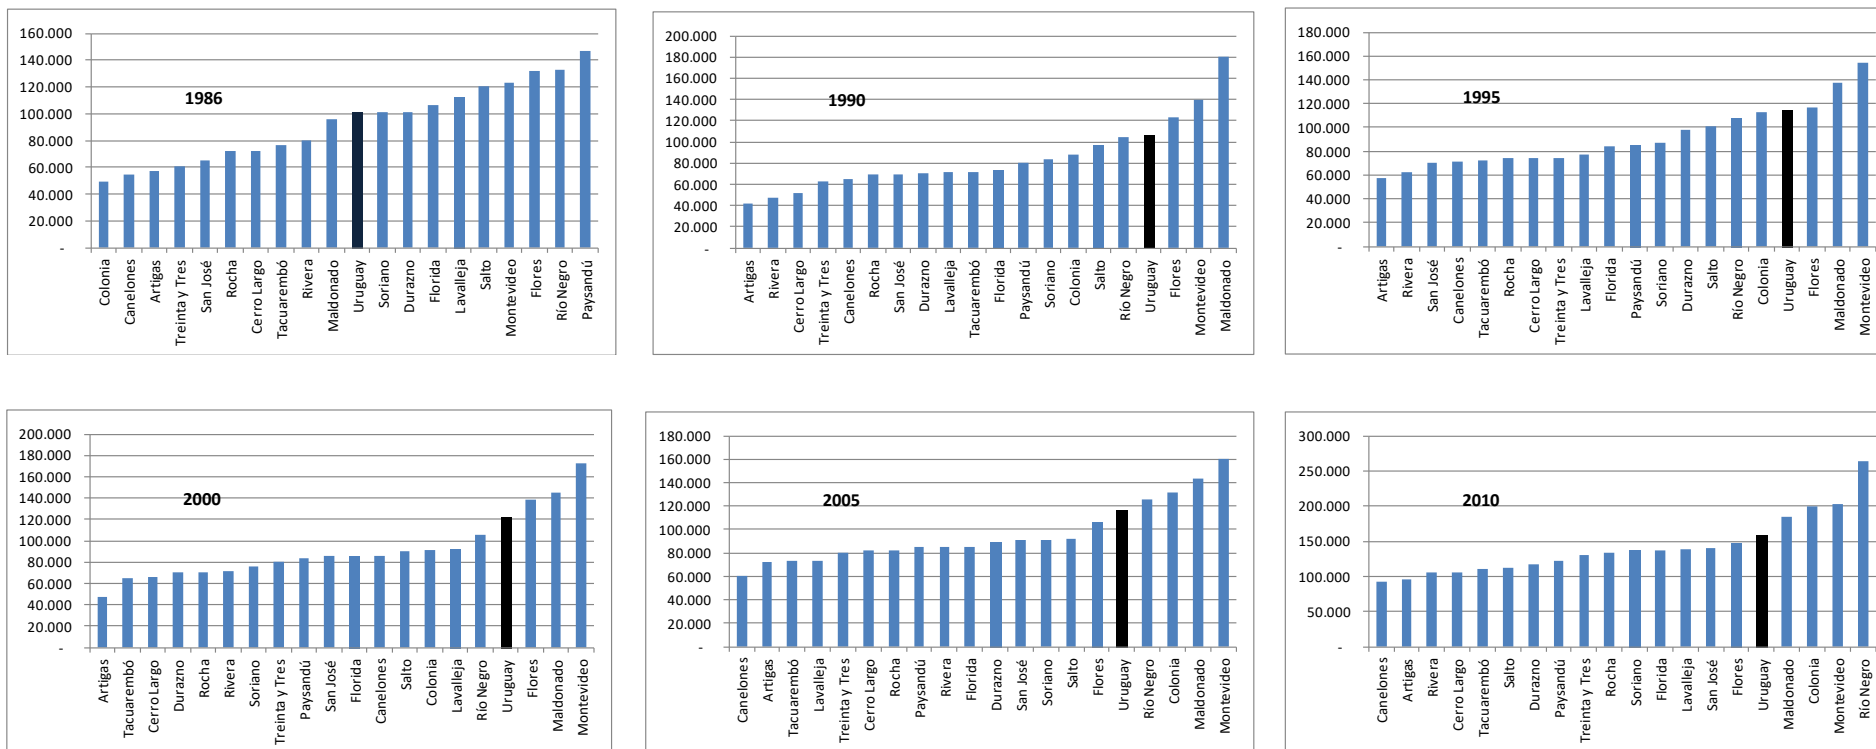 160.000
140.000
120.000
100.000
80.000
60.000
40.000
20.000
-
1986
Colonia
Canelones
Artigas
Treinta y Tres
San José
Rocha
Cerro Largo
Tacuarembó
Rivera
Maldonado
Uruguay
Soriano
Durazno
Florida
Lavalleja
Salto
Montevideo
Flores
Río Negro
Paysandú
200.000
180.000
160.000
140.000
120.000
100.000
80.000
60.000
40.000
20.000
-
1990
Artigas
Rivera
Cerro Largo
Treinta y Tres
Canelones
Rocha
San José
Durazno
Lavalleja
Tacuarembó
Florida
Paysandú
Soriano
Colonia
Salto
Río Negro
Uruguay
Flores
Montevideo
Maldonado
180.000
160.000
140.000
120.000
100.000
80.000
60.000
40.000
20.000
-
1995
Artigas
Rivera
San José
Canelones
Tacuarembó
Rocha
Cerro Largo
Treinta y Tres
Lavalleja
Florida
Paysandú
Soriano
Durazno
Salto
Río Negro
Colonia
Uruguay
Flores
Maldonado
Montevideo
200.000
180.000
160.000
140.000
120.000
100.000
80.000
60.000
40.000
20.000
-
2000
Artigas
Tacuarembó
Cerro Largo
Durazno
Rocha
Rivera
Soriano
Treinta y Tres
Paysandú
San José
Florida
Canelones
Salto
Colonia
Lavalleja
Río Negro
Uruguay
Flores
Maldonado
Montevideo
180.000
160.000
140.000
120.000
100.000
80.000
60.000
40.000
20.000
-
2005
Canelones
Artigas
Tacuarembó
Lavalleja
Treinta y Tres
Cerro Largo
Rocha
Paysandú
Rivera
Florida
Durazno
San José
Soriano
Salto
Flores
Uruguay
Río Negro
Colonia
Maldonado
Montevideo
300.000
250.000
200.000
150.000
100.000
50.000
-
2010
Canelones
Artigas
Rivera
Cerro Largo
Tacuarembó
Salto
Durazno
Paysandú
Treinta y Tres
Rocha
Soriano
Florida
Lavalleja
San José
Flores
Uruguay
Maldonado
Colonia
Montevideo
Río Negro